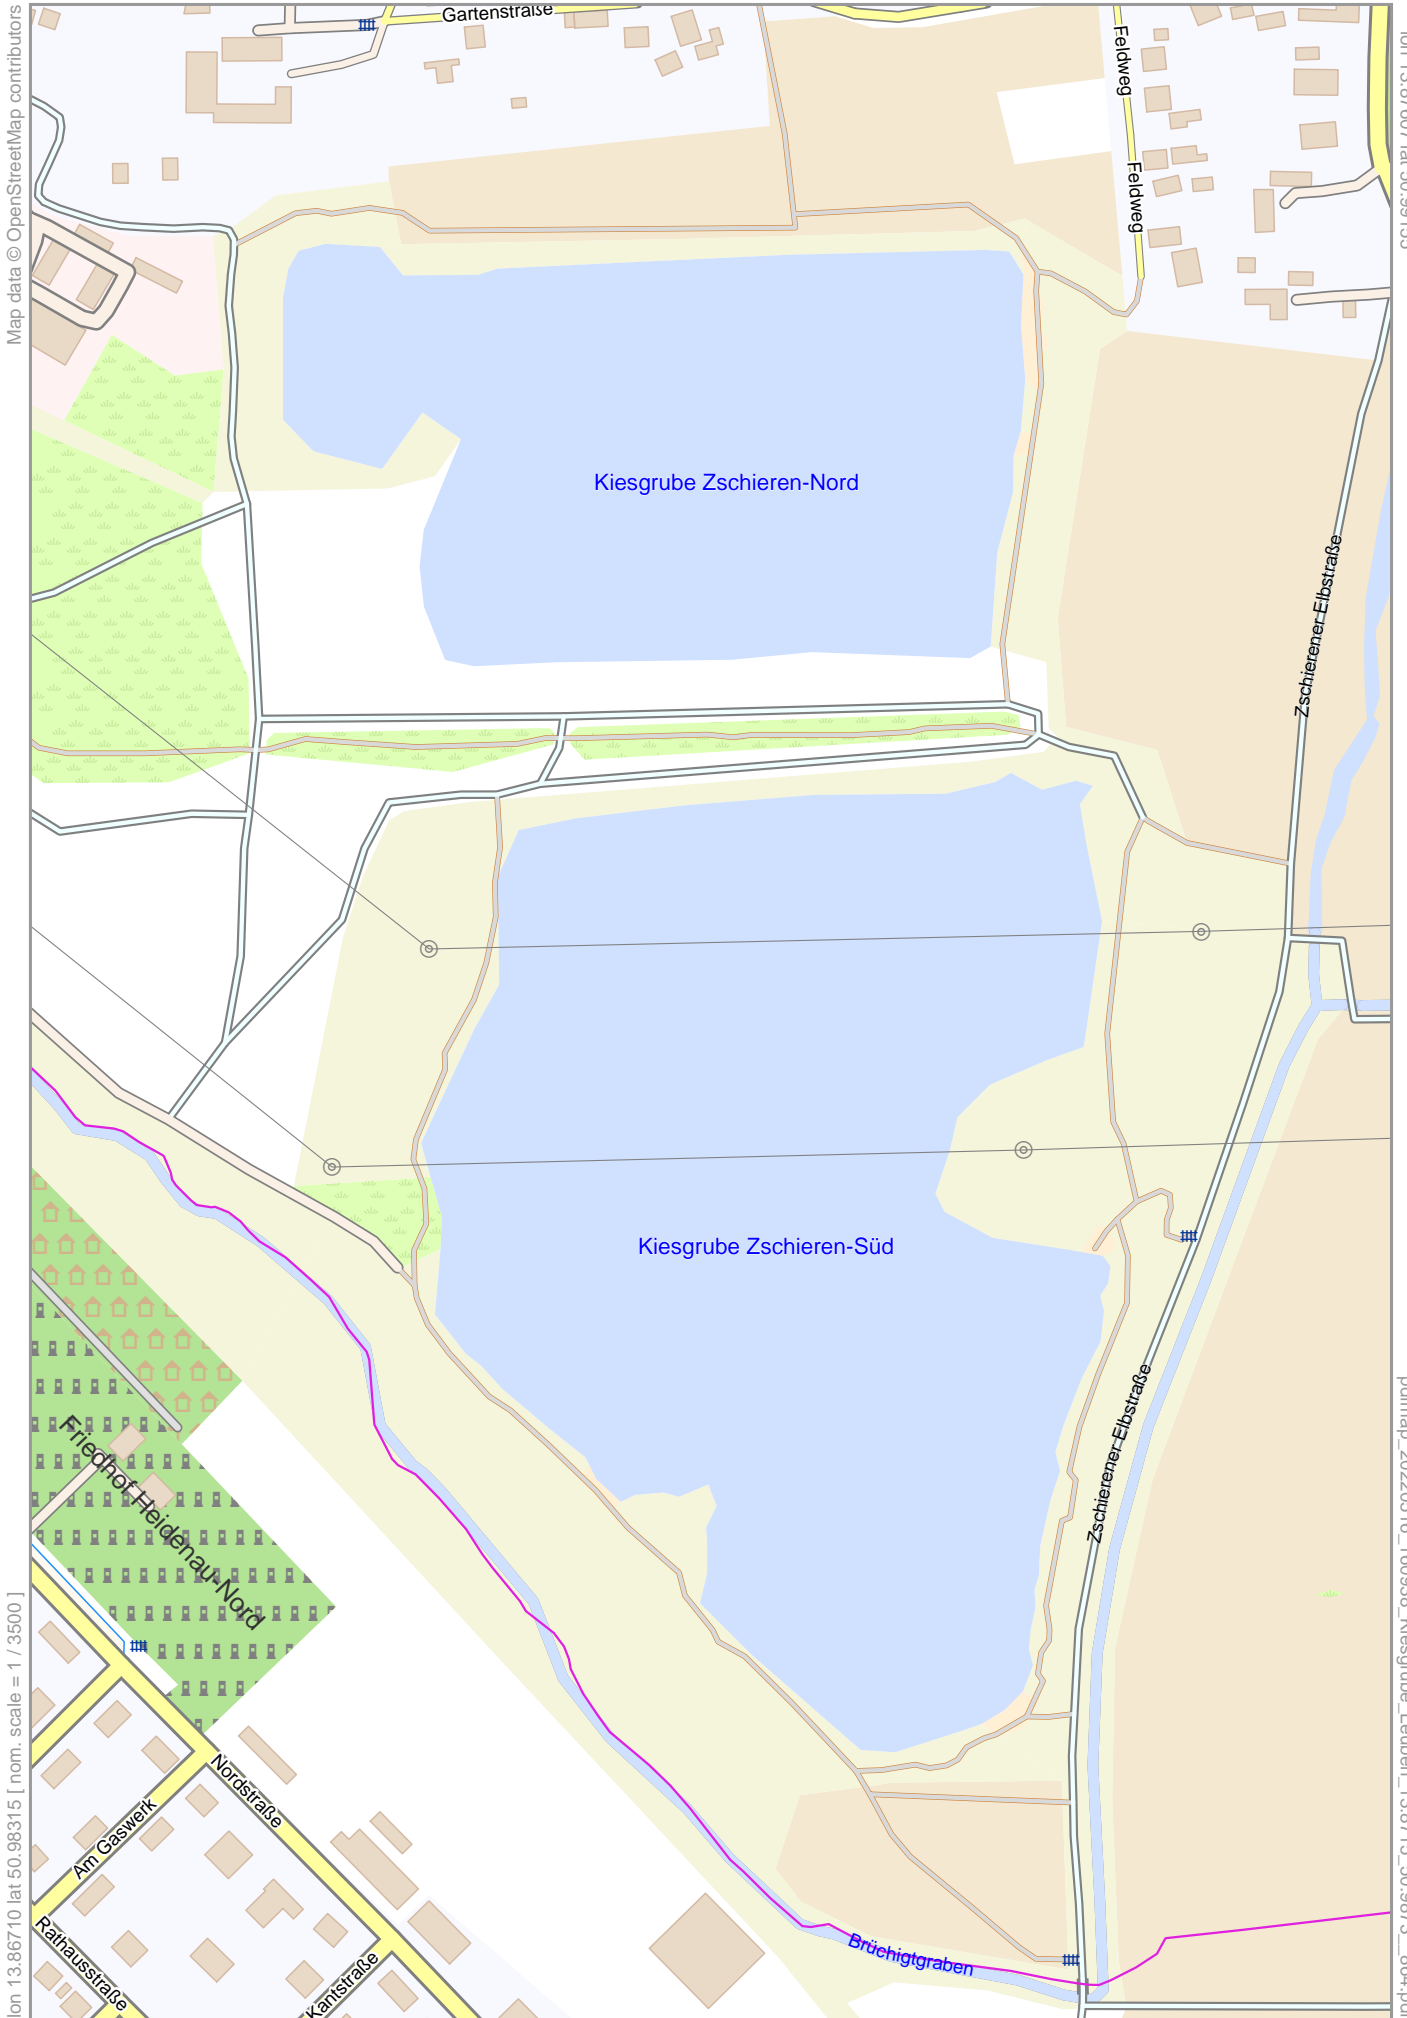 Map data © OpenStreetMap contributors
Gartenstraße
Feldweg
Feldweg
Kiesgrube Zschieren-Nord
Zschierener Elbstraße
Kiesgrube Zschieren-Süd
Zschierener Elbstraße
Friedhof Heidenau-Nord
Nordstraße
Am Gaswerk
Rathausstraße
Kantstraße
Brüchigtgraben
lon 13.86710 lat 50.98315 [ nom. scale = 1 / 3500 ]